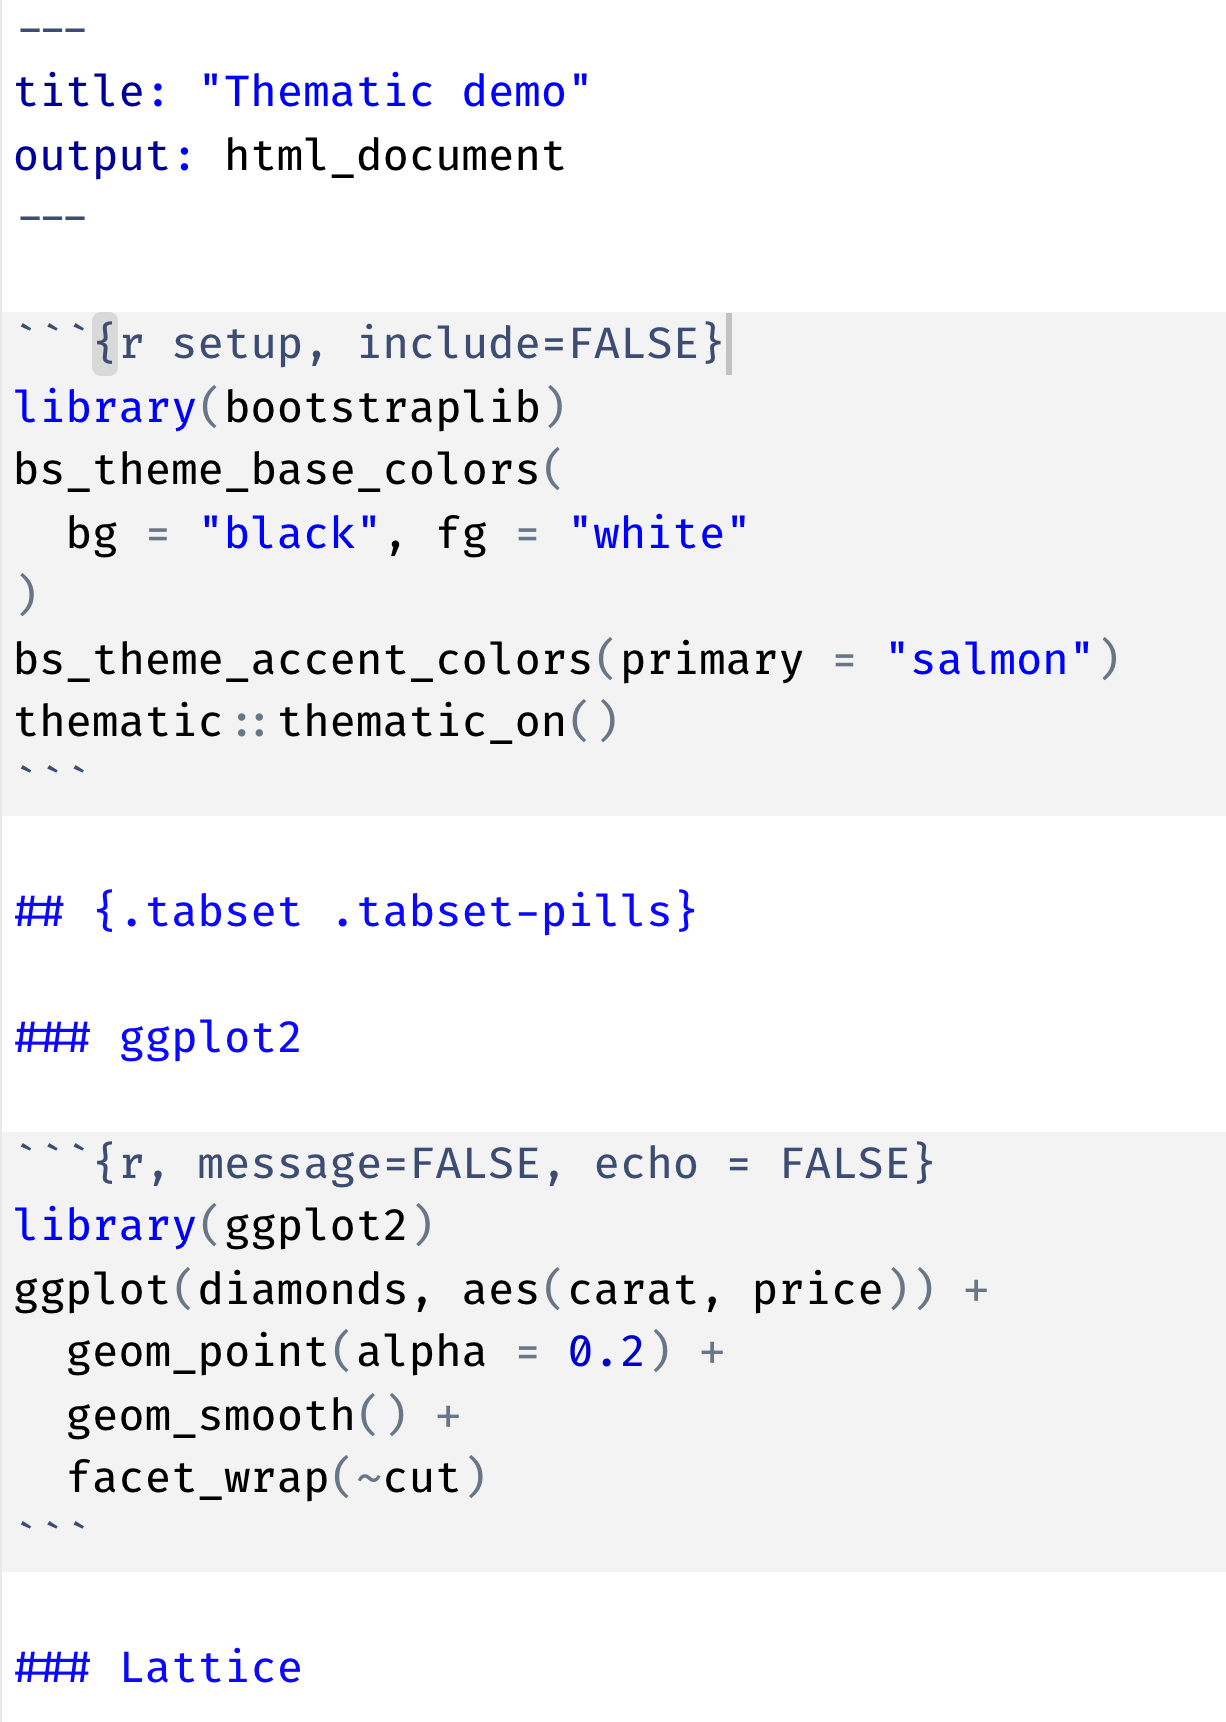 ---
title: "Thematic demo"
output: html_document
---
```{r setup, include=FALSE}
library(bootstraplib)
bs_theme_base_colors(
  bg = "black", fg = "white"
)
bs_theme_accent_colors(primary = "salmon")
thematic::thematic_on()
```
## {.tabset .tabset-pills}
### ggplot2
```{r, message=FALSE, echo = FALSE}
library(ggplot2)
ggplot(diamonds, aes(carat, price)) +
  geom_point(alpha = 0.2) +
  geom_smooth() +
  facet_wrap(~cut)
```
### Lattice